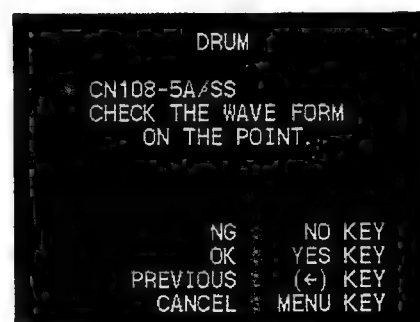 DRUM
* CN108-5A/SS
CHECK THE WAVE FORM
ON THE POINT.
NG : NO KEY
OK : YES KEY
PREVIOUS : (←) KEY
CANCEL : MENU KEY